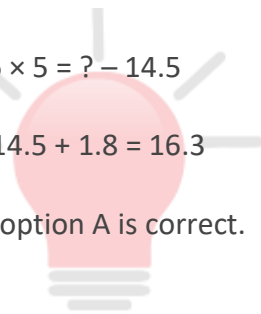 × 5 = ? – 14.5
14.5 + 1.8 = 16.3
option A is correct.